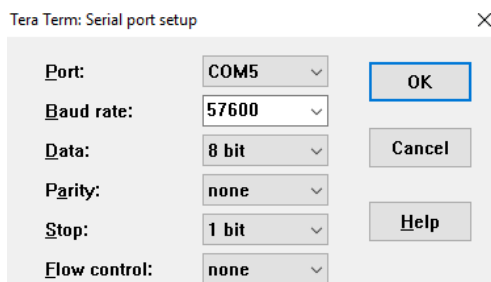 Tera Term: Serial port setup
Port: COM5 OK
Baud rate: 57600
Data: 8 bit Cancel
Parity: none
Stop: 1 bit Help
Flow control: none